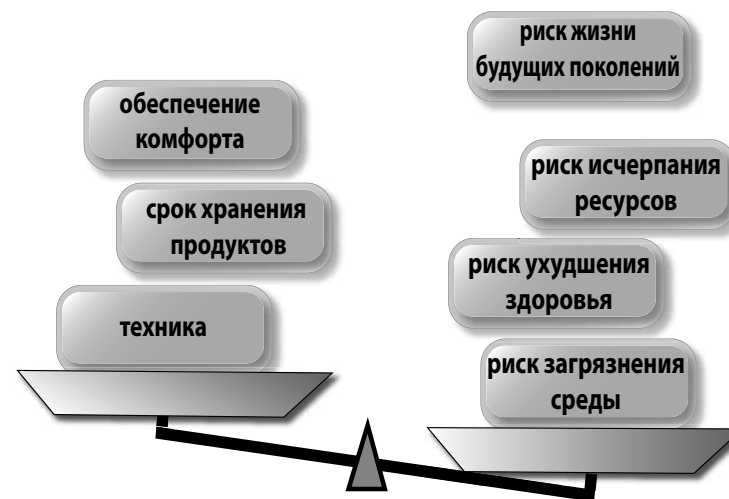 обеспечение
комфорта
срок хранения
продуктов
техника
риск жизни
будущих поколений
риск исчерпания
ресурсов
риск ухудшения
здоровья
риск загрязнения
среды